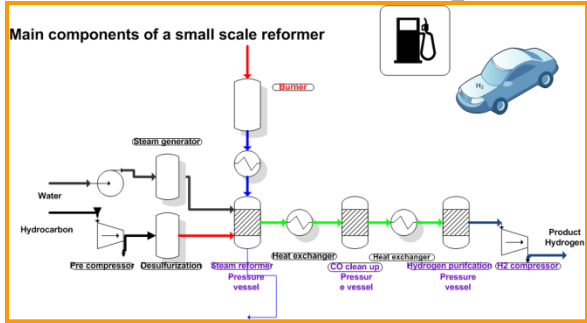 Main components of a small scale reformer
H₂
Burner
Steam generator
Water
Hydrocarbon
Product
Hydrogen
Pre compressor
Desulfurization
Steam reformer
Pressure
vessel
Heat exchanger
CO clean up
Pressur
e vessel
Heat exchanger
Hydrogen purifcation
Pressure
vessel
H2 compressor